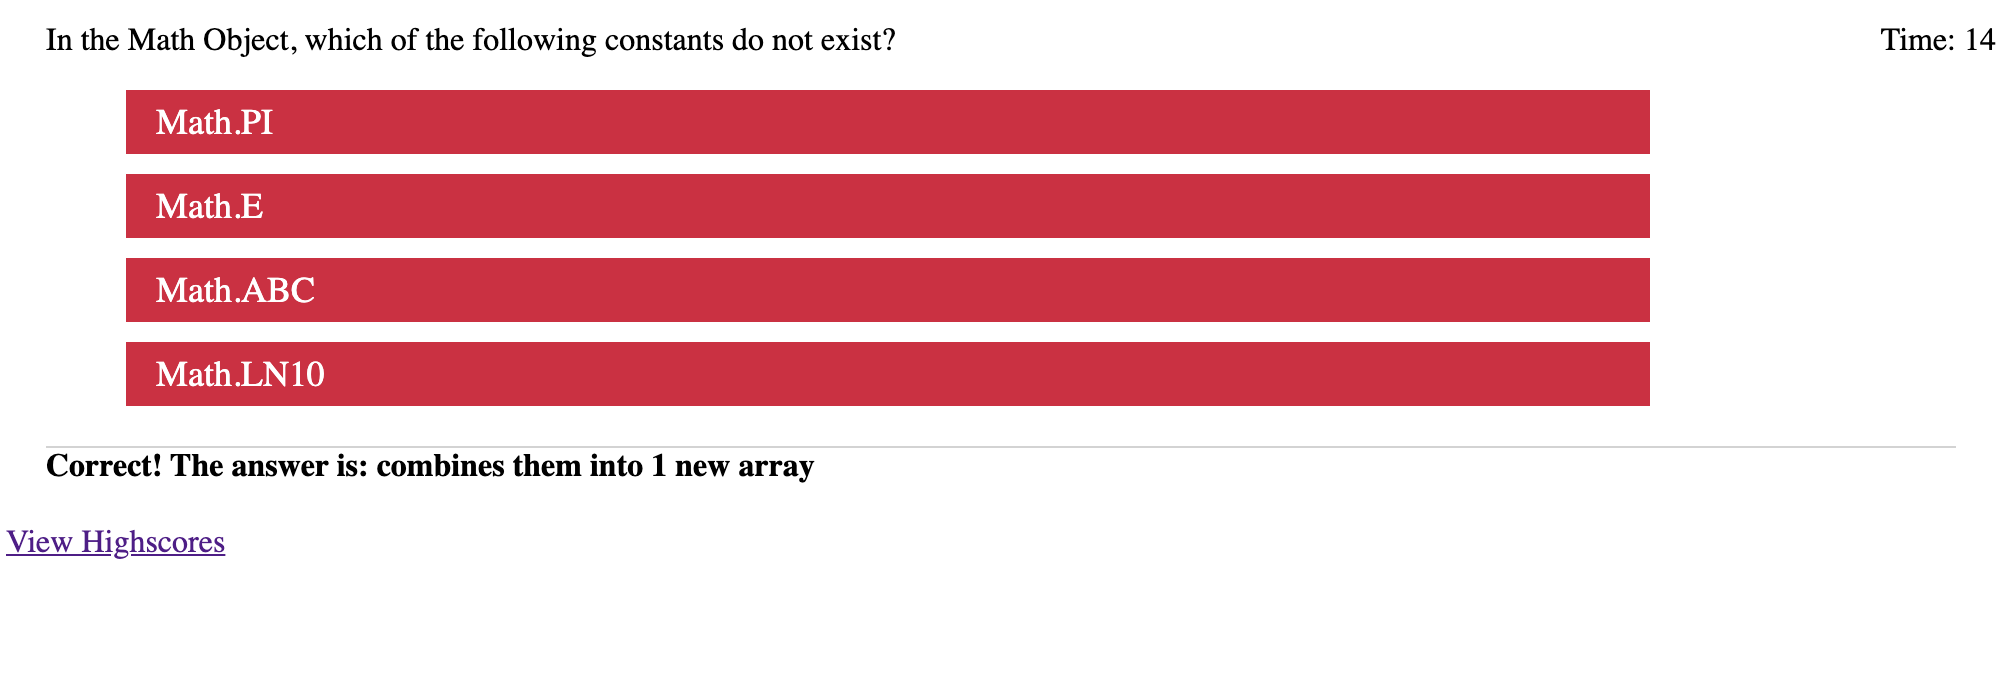 In the Math Object, which of the following constants do not exist?
Time: 14
Math.PI
Math.E
Math.ABC
Math.LN10
Correct! The answer is: combines them into 1 new array
View Highscores